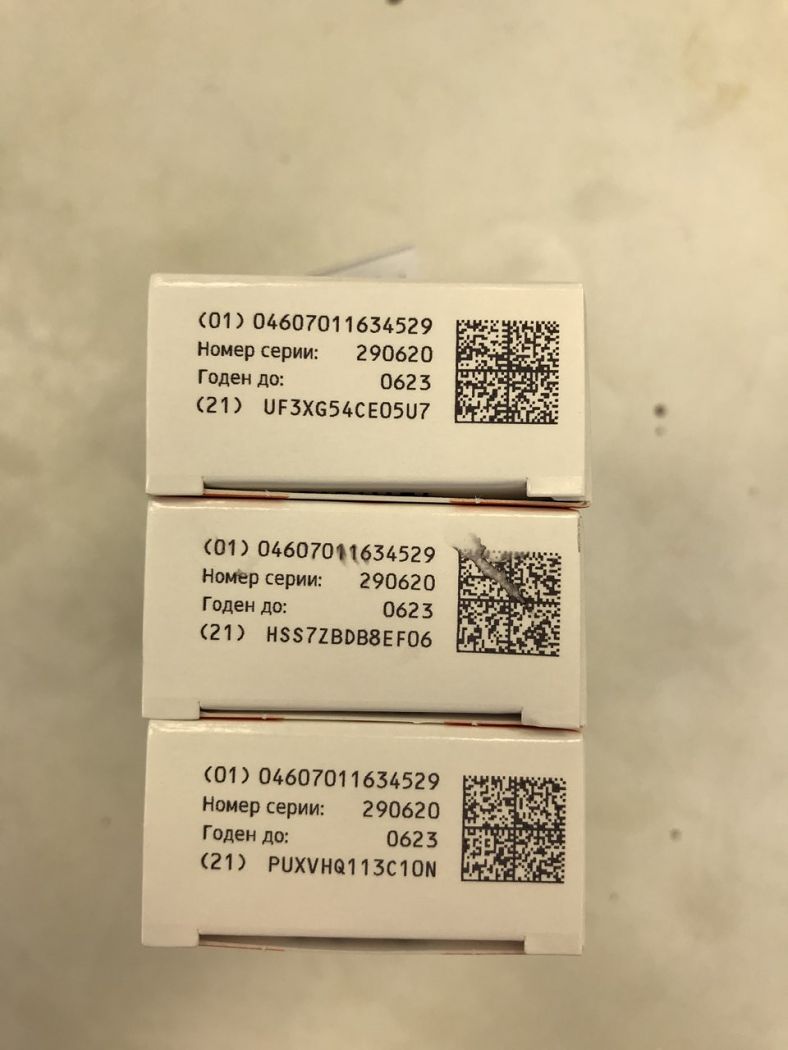 (01) 04607011634529
Номер серии: 290620
Годен до: 0623
(21) UF3XG54CE05U7
(01) 04607011634529
Номер серии: 290620
Годен до: 0623
(21) HSS7ZBDB8EF06
(01) 04607011634529
Номер серии: 290620
Годен до: 0623
(21) PUXVHQ113C10N